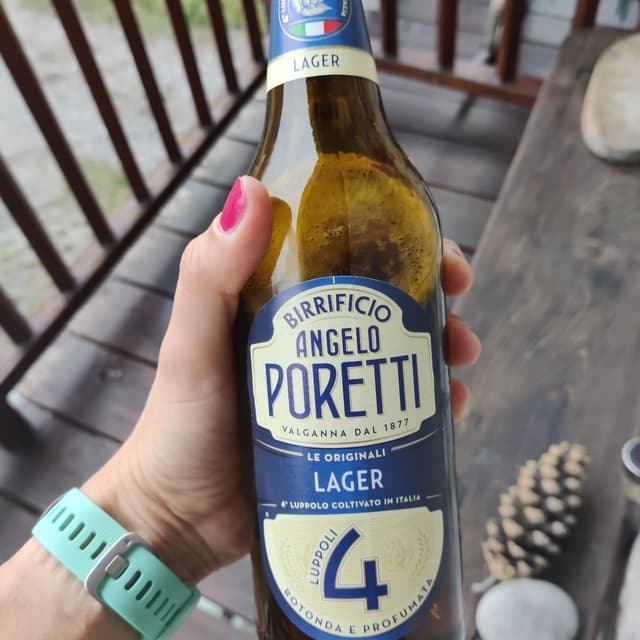 LAGER
BIRRIFICIO
ANGELO
PORETTI
VALGANNA DAL 1877
LE ORIGINALI
LAGER
4° LUPPOLO COLTIVATO IN ITALIA
4 LUPPOLI
ROTONDA E PROFUMATA